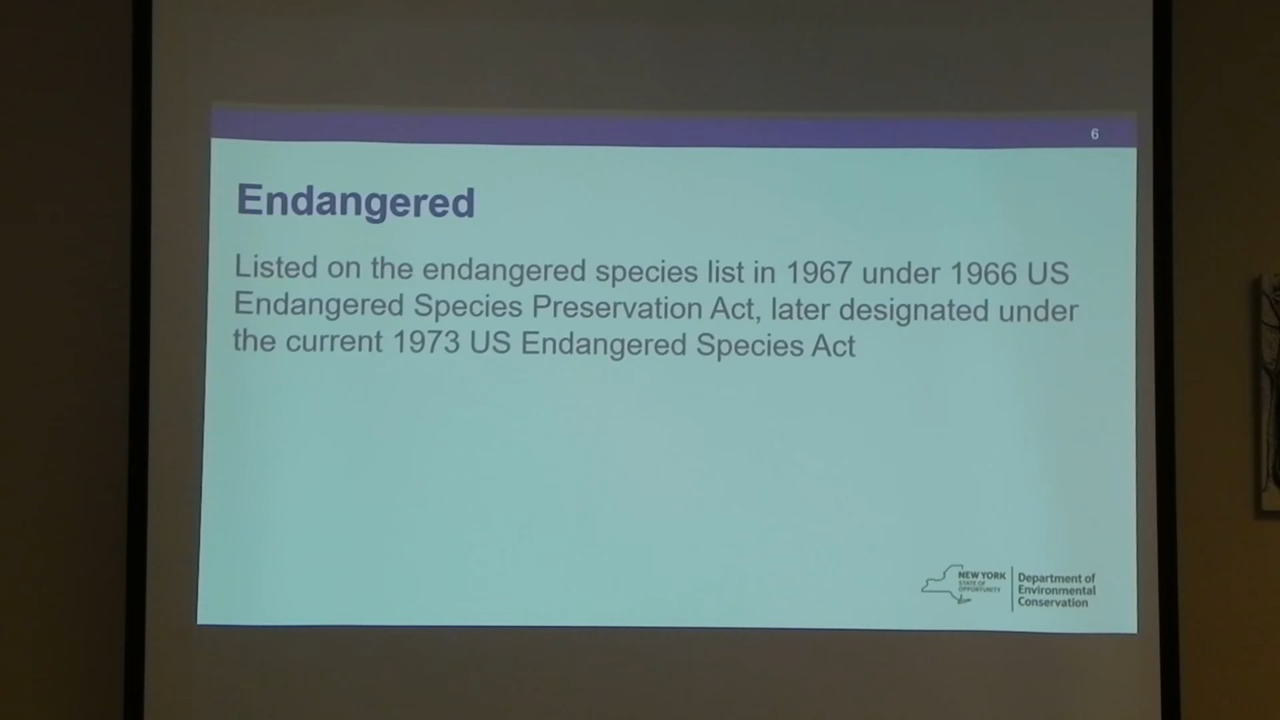 6
Endangered
Listed on the endangered species list in 1967 under 1966 US
Endangered Species Preservation Act, later designated under
the current 1973 US Endangered Species Act
NEW YORK
STATE OF
OPPORTUNITY
Department of
Environmental
Conservation